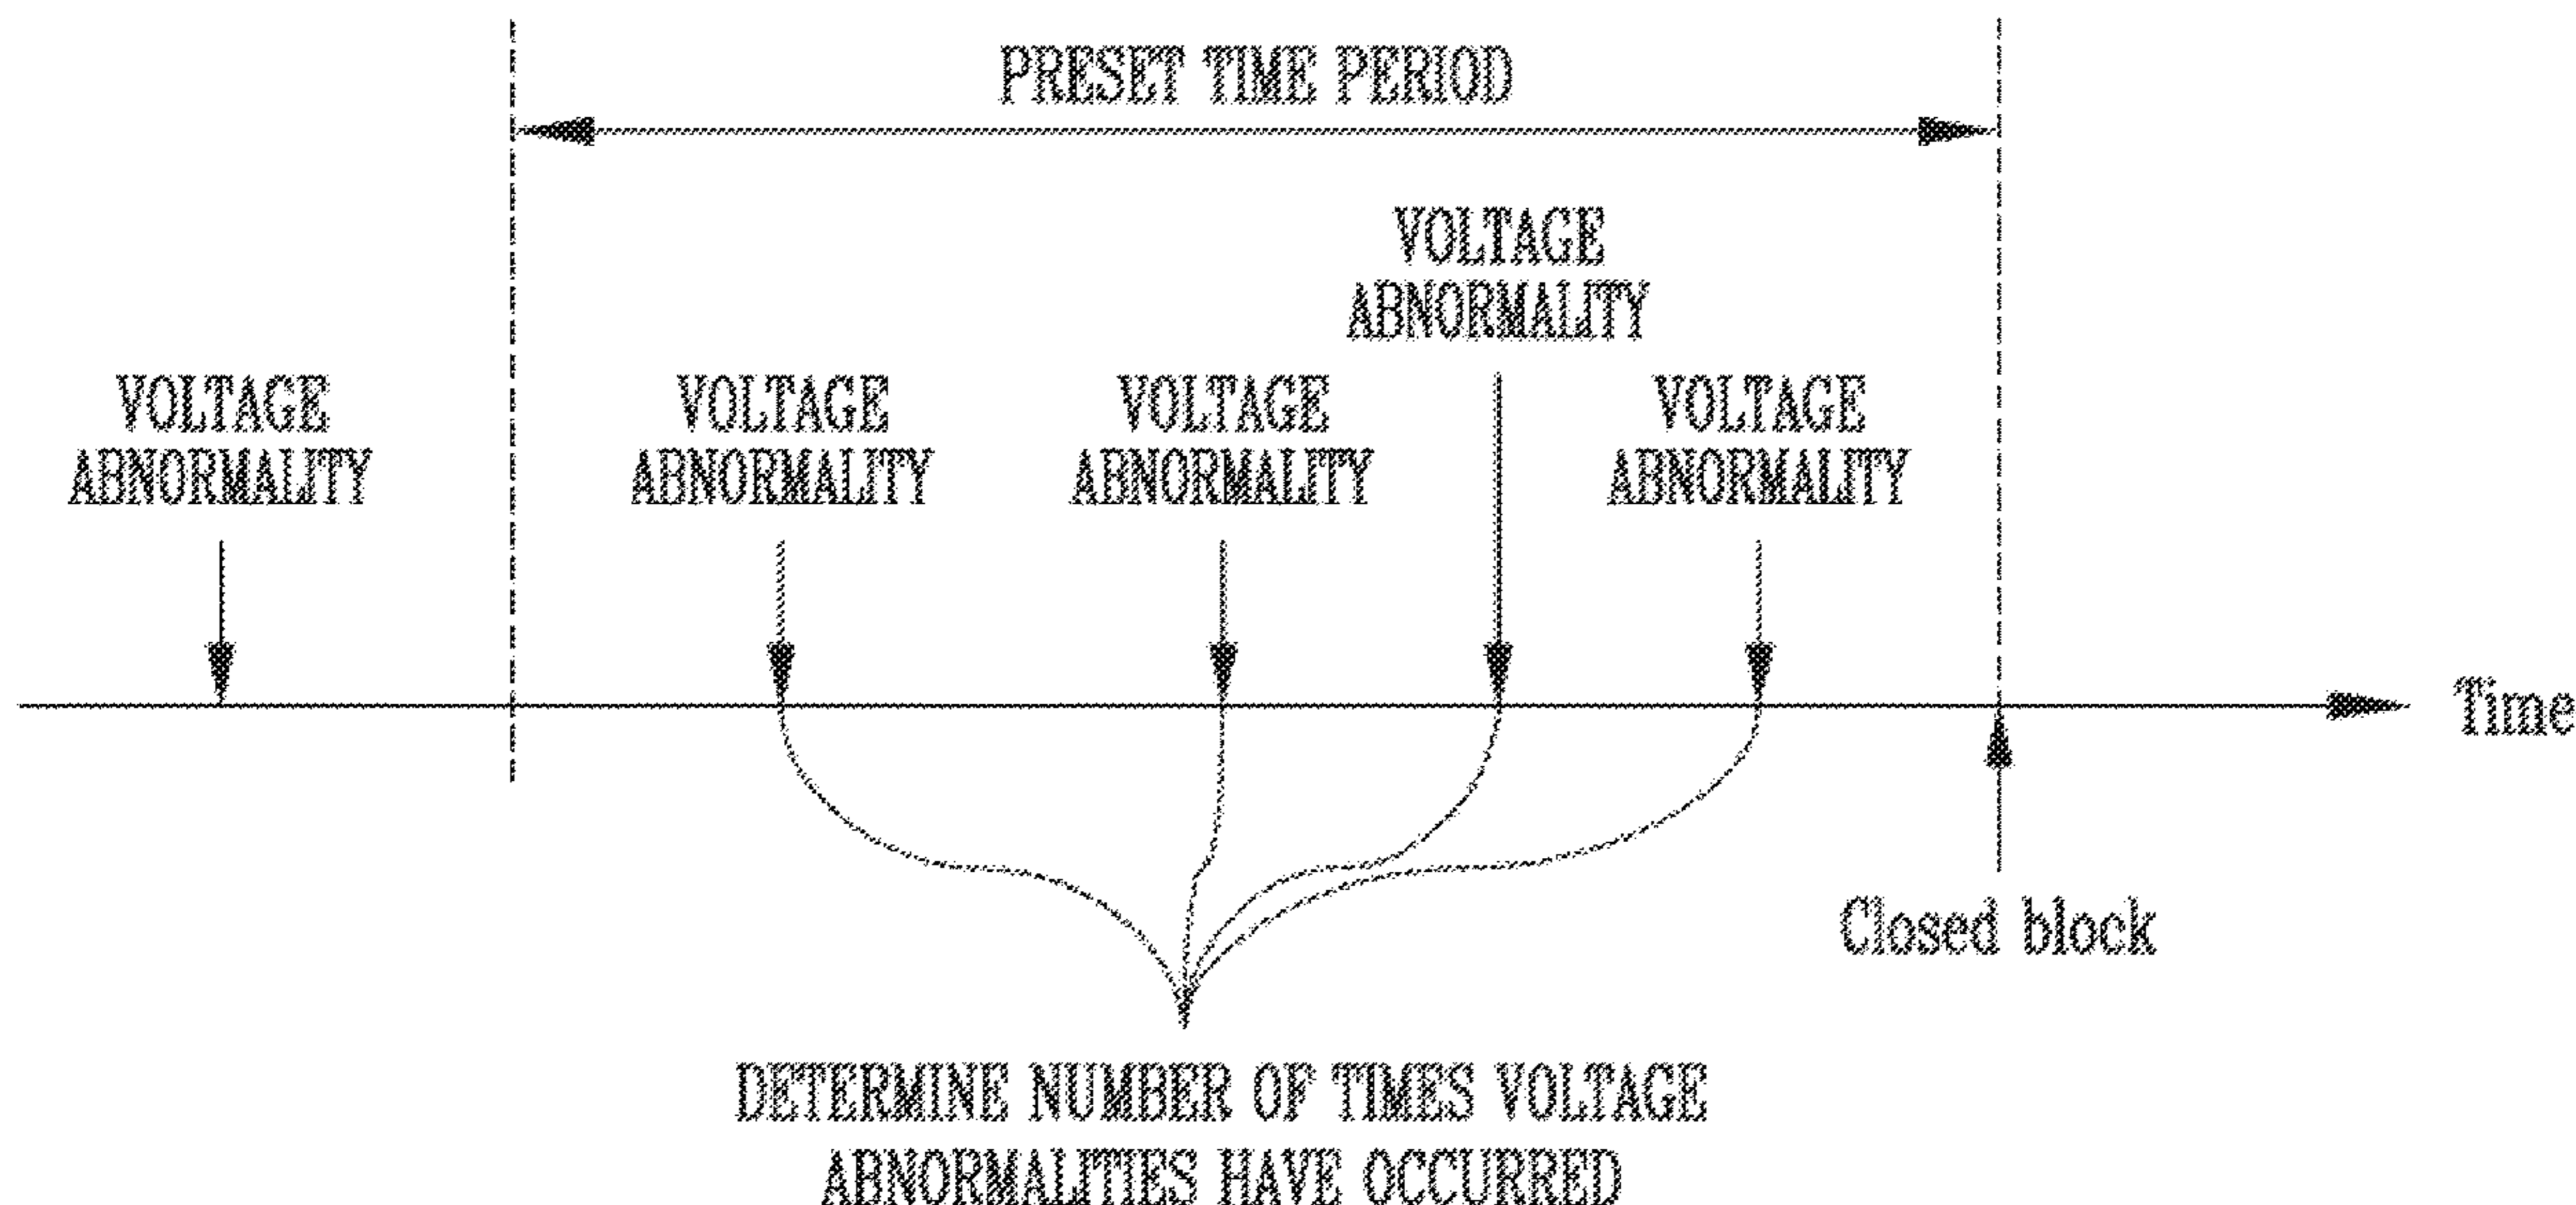 PRESET TIME PERIOD
VOLTAGE
ABNORMALITY
VOLTAGE
ABNORMALITY
VOLTAGE
ABNORMALITY
VOLTAGE
ABNORMALITY
VOLTAGE
ABNORMALITY
Time
Closed block
DETERMINE NUMBER OF TIMES VOLTAGE
ABNORMALITIES HAVE OCCURRED